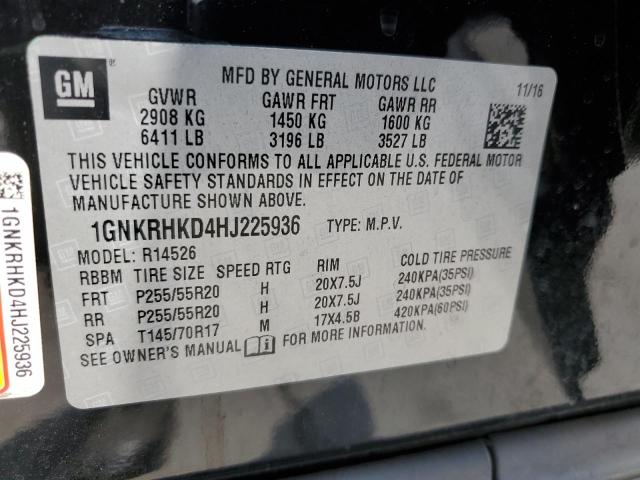 GM
MFD BY GENERAL MOTORS LLC 11/16
GVWR GAWR FRT GAWR RR
2908 KG 1450 KG 1600 KG
6411 LB 3196 LB 3527 LB
THIS VEHICLE CONFORMS TO ALL APPLICABLE U.S. FEDERAL MOTOR
VEHICLE SAFETY STANDARDS IN EFFECT ON THE DATE OF
MANUFACTURE SHOWN ABOVE.
1GNKRHKD4HJ225936 TYPE: M.P.V.
MODEL: R14526
RBBM TIRE SIZE SPEED RTG RIM COLD TIRE PRESSURE
FRT P255/55R20 H 20X7.5J 240KPA(35PSI)
RR P255/55R20 H 20X7.5J 240KPA(35PSI)
SPA T145/70R17 M 17X4.5B 420KPA(60PSI)
SEE OWNER'S MANUAL FOR MORE INFORMATION.
1GNKRHKD4HJ225936